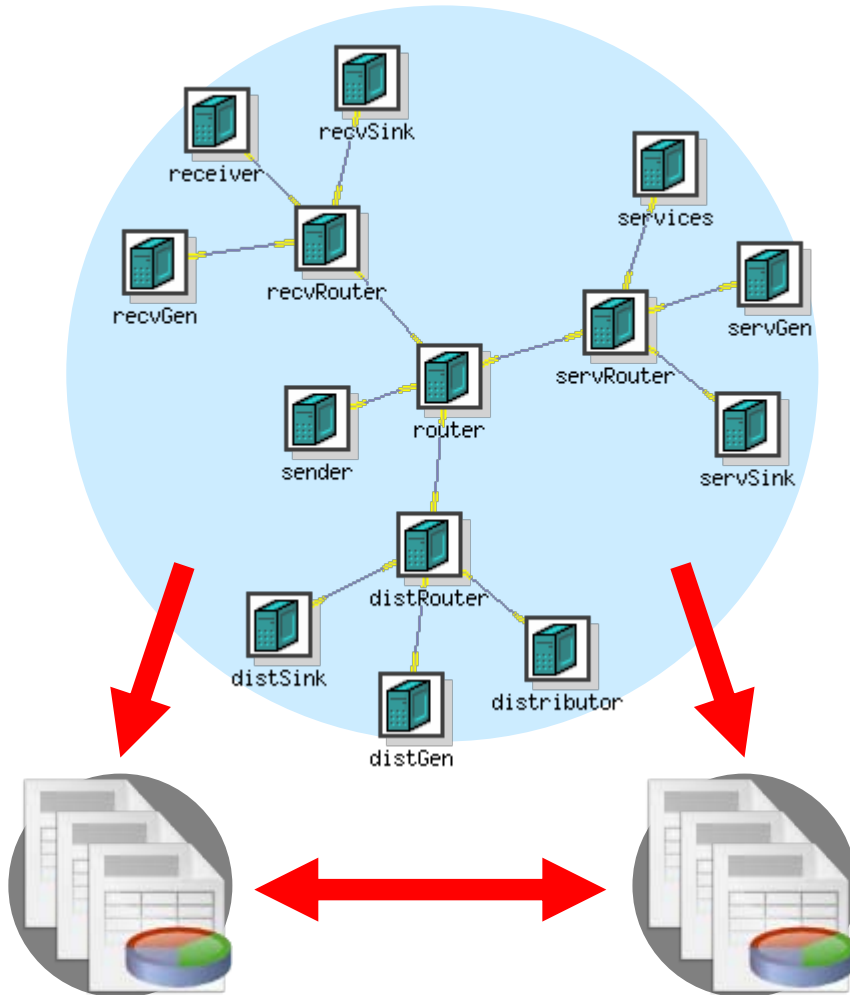 recvSink
receiver
services
recvRouter
recvGen
servGen
servRouter
router
sender
servSink
distRouter
distSink
distributor
distGen